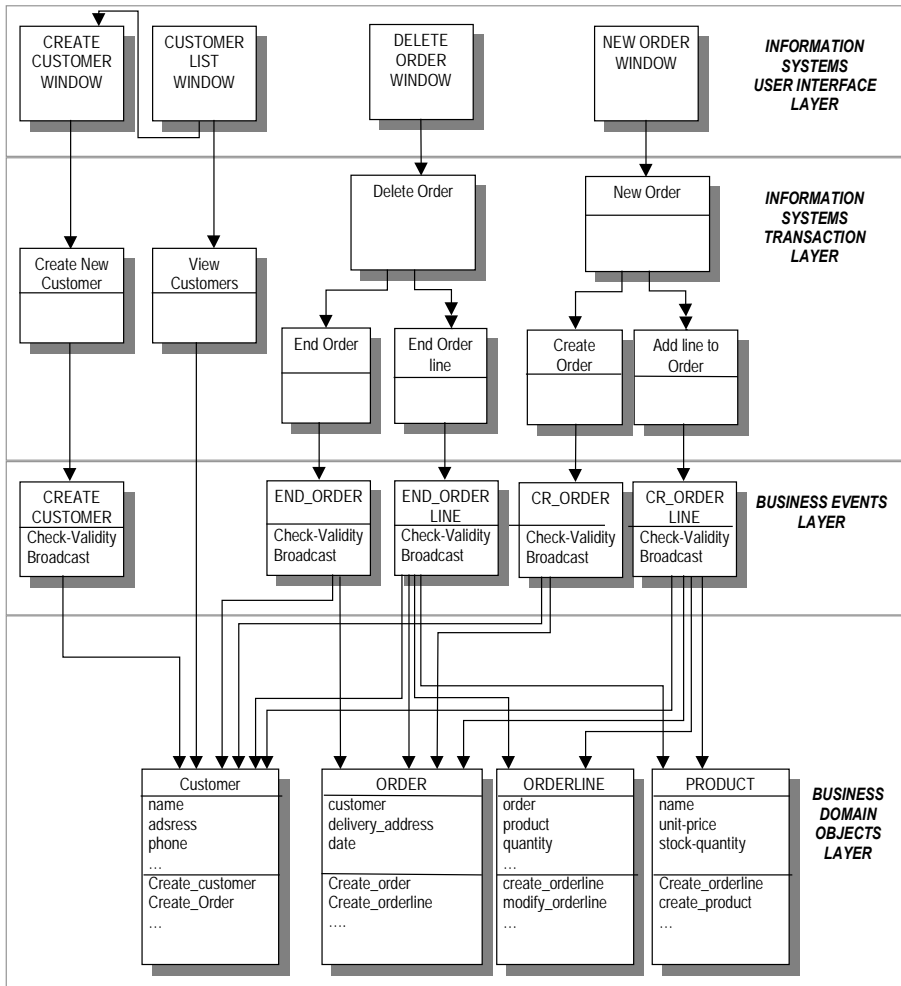 CREATE
CUSTOMER
WINDOW
CUSTOMER
LIST
WINDOW
DELETE
ORDER
WINDOW
NEW ORDER
WINDOW
INFORMATION
SYSTEMS
USER INTERFACE
LAYER
Delete Order
New Order
INFORMATION
SYSTEMS
TRANSACTION
LAYER
Create New
Customer
View
Customers
End Order
End Order
line
Create
Order
Add line to
Order
CREATE
CUSTOMER
Check-Validity
Broadcast
END_ORDER
Check-Validity
Broadcast
END_ORDER
LINE
Check-Validity
Broadcast
CR_ORDER
Check-Validity
Broadcast
CR_ORDER
LINE
Check-Validity
Broadcast
BUSINESS EVENTS
LAYER
Customer
name
adsress
phone
...
Create_customer
Create_Order
...
ORDER
customer
delivery_address
date
Create_order
Create_orderline
....
ORDERLINE
order
product
quantity
...
create_orderline
modify_orderline
...
PRODUCT
name
unit-price
stock-quantity
Create_orderline
create_product
...
BUSINESS
DOMAIN
OBJECTS
LAYER